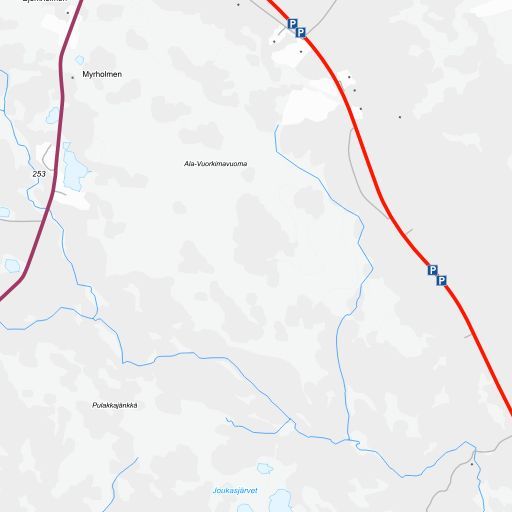 Myrholmen
Ala-Vuorkimavuoma
253
P
P
P
P
Pulakkajänkkä
Joukasjärvet